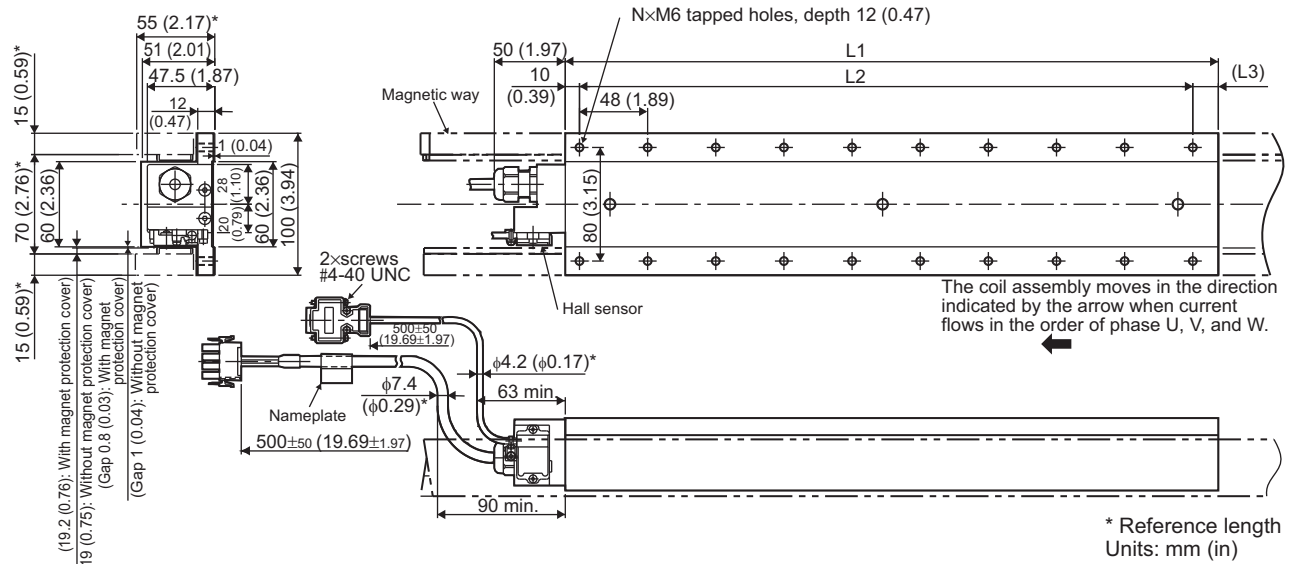 55 (2.17)*
51 (2.01)
47.5 (1.87)
12
(0.47)
15 (0.59)*
1 (0.04)
70 (2.76)*
60 (2.36)
28
(1.10)
20
(0.79)
60 (2.36)
100 (3.94)
15 (0.59)*
(19.2 (0.76): With magnet protection cover)
19 (0.75): Without magnet protection cover)
(Gap 0.8 (0.03): With magnet
protection cover)
(Gap 1 (0.04): Without magnet
protection cover)
N×M6 tapped holes, depth 12 (0.47)
50 (1.97)
L1
10
(0.39)
L2
(L3)
48 (1.89)
Magnetic way
80 (3.15)
Hall sensor
The coil assembly moves in the direction
indicated by the arrow when current
flows in the order of phase U, V, and W.
2×screws
#4-40 UNC
500±50
(19.69±1.97)
ϕ4.2 (ϕ0.17)*
ϕ7.4
(ϕ0.29)*
63 min.
Nameplate
500±50 (19.69±1.97)
90 min.
* Reference length
Units: mm (in)